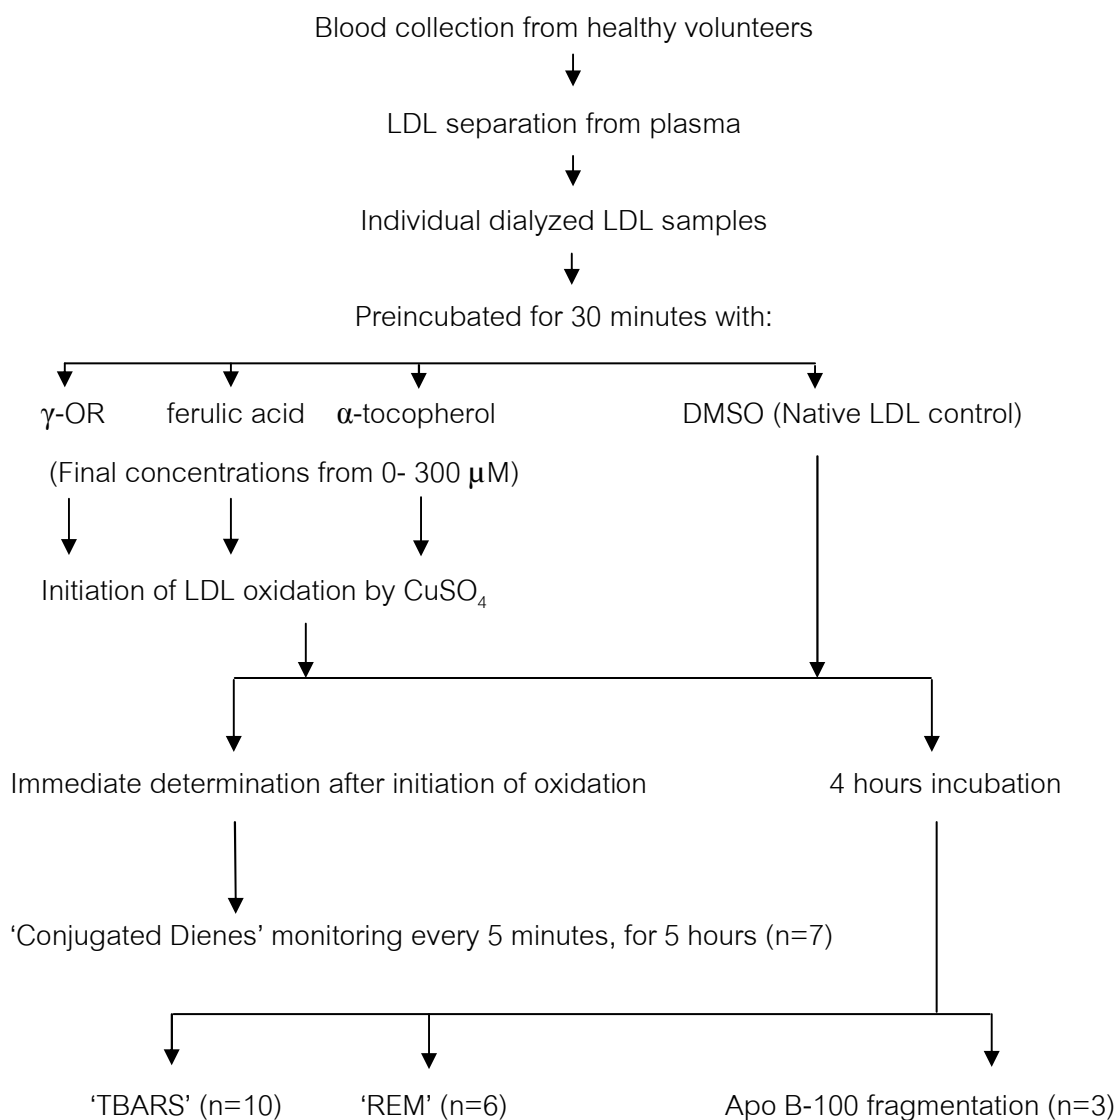 Blood collection from healthy volunteers
LDL separation from plasma
Individual dialyzed LDL samples
Preincubated for 30 minutes with:
γ-OR ferulic acid α-tocopherol DMSO (Native LDL control)
(Final concentrations from 0- 300 μM)
Initiation of LDL oxidation by CuSO₄
Immediate determination after initiation of oxidation 4 hours incubation
‘Conjugated Dienes’ monitoring every 5 minutes, for 5 hours (n=7)
‘TBARS’ (n=10) ‘REM’ (n=6) Apo B-100 fragmentation (n=3)